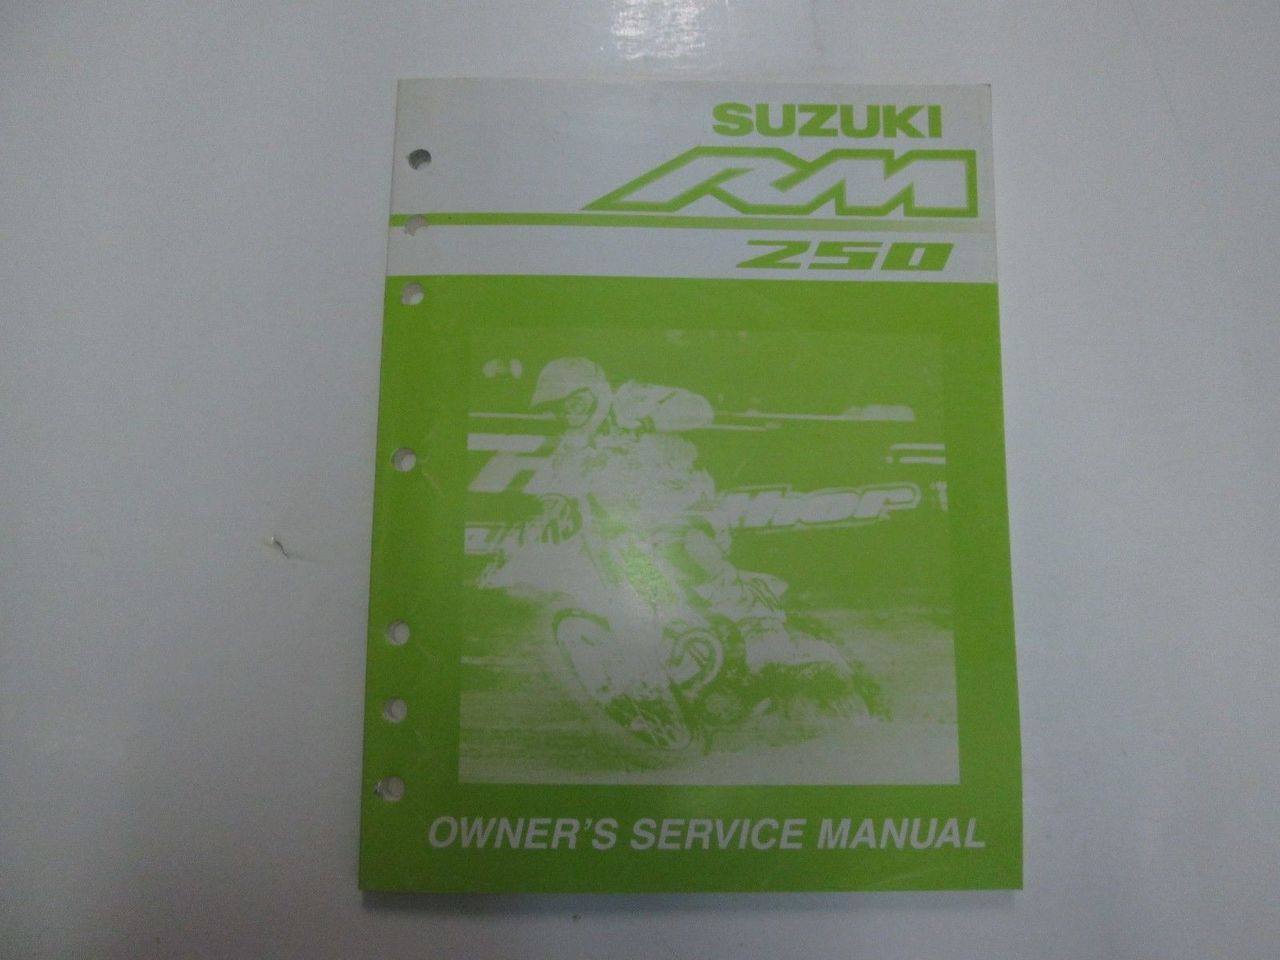 SUZUKI
RM
250
OWNER'S SERVICE MANUAL